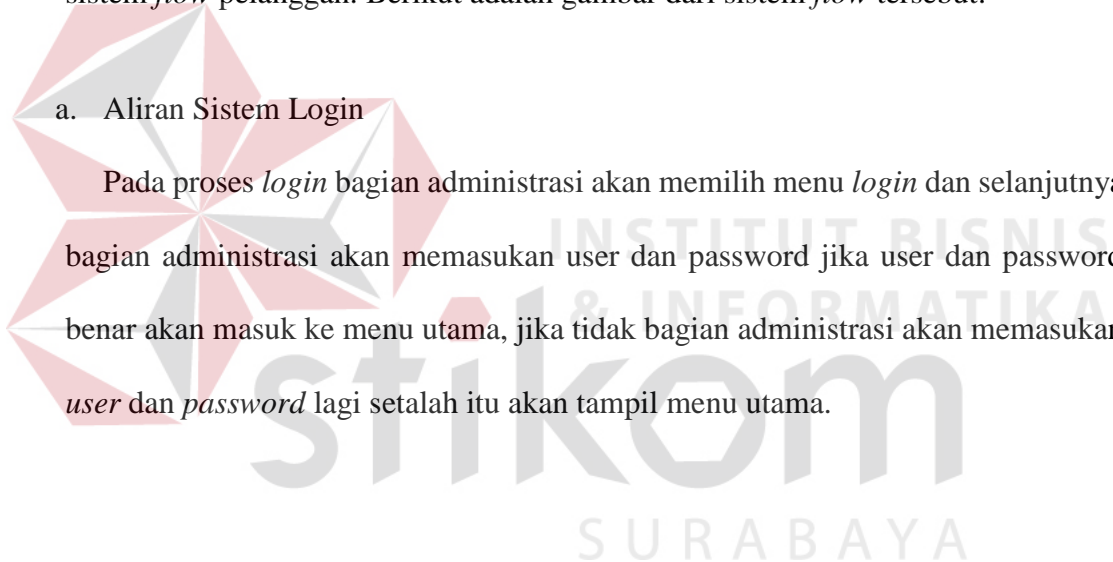 sistem flow pelanggan. Berikut adalah gambar dari sistem flow tersebut.
a. Aliran Sistem Login
Pada proses login bagian administrasi akan memilih menu login dan selanjutnya
bagian administrasi akan memasukan user dan password jika user dan password
benar akan masuk ke menu utama, jika tidak bagian administrasi akan memasukan
user dan password lagi setalah itu akan tampil menu utama.
INSTITUT BISNIS
& INFORMATIKA
stikom
SURABAYA